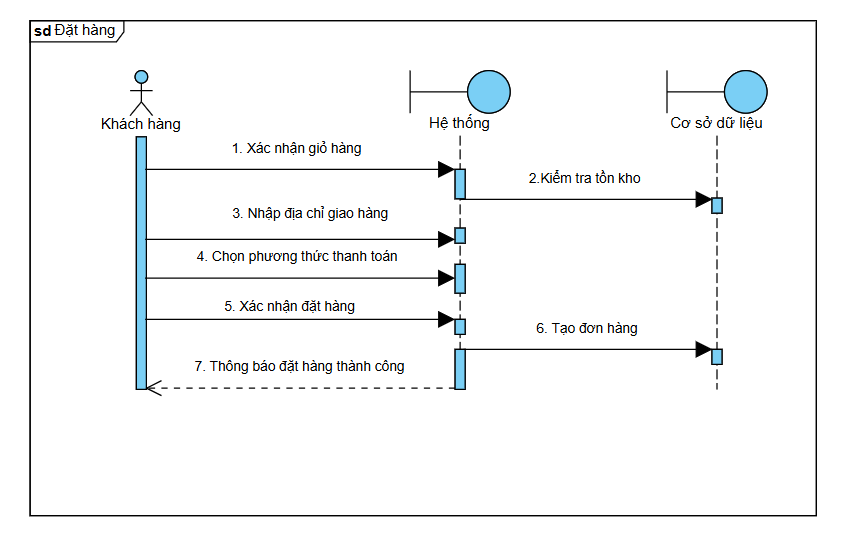 sd Đặt hàng
Khách hàng
Hệ thống
Cơ sở dữ liệu
1. Xác nhận giỏ hàng
2.Kiểm tra tồn kho
3. Nhập địa chỉ giao hàng
4. Chọn phương thức thanh toán
5. Xác nhận đặt hàng
6. Tạo đơn hàng
7. Thông báo đặt hàng thành công